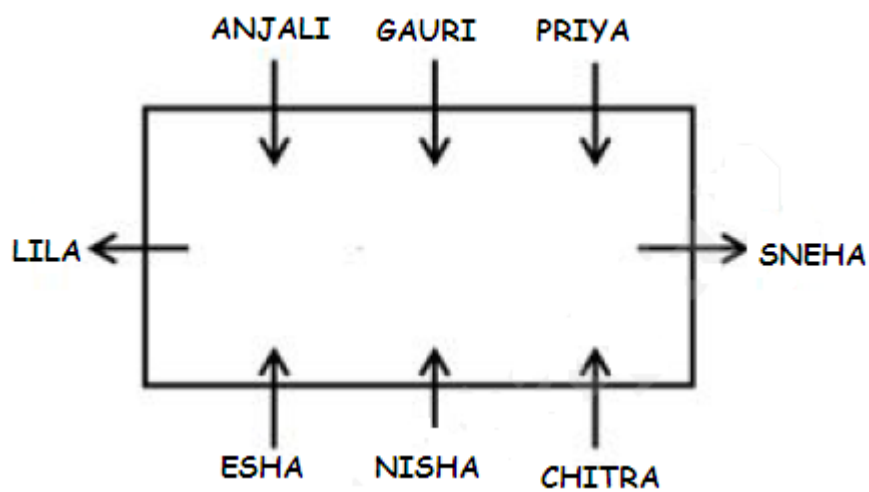 ANJALI GAURI PRIYA
LILA SNEHA
ESHA NISHA CHITRA